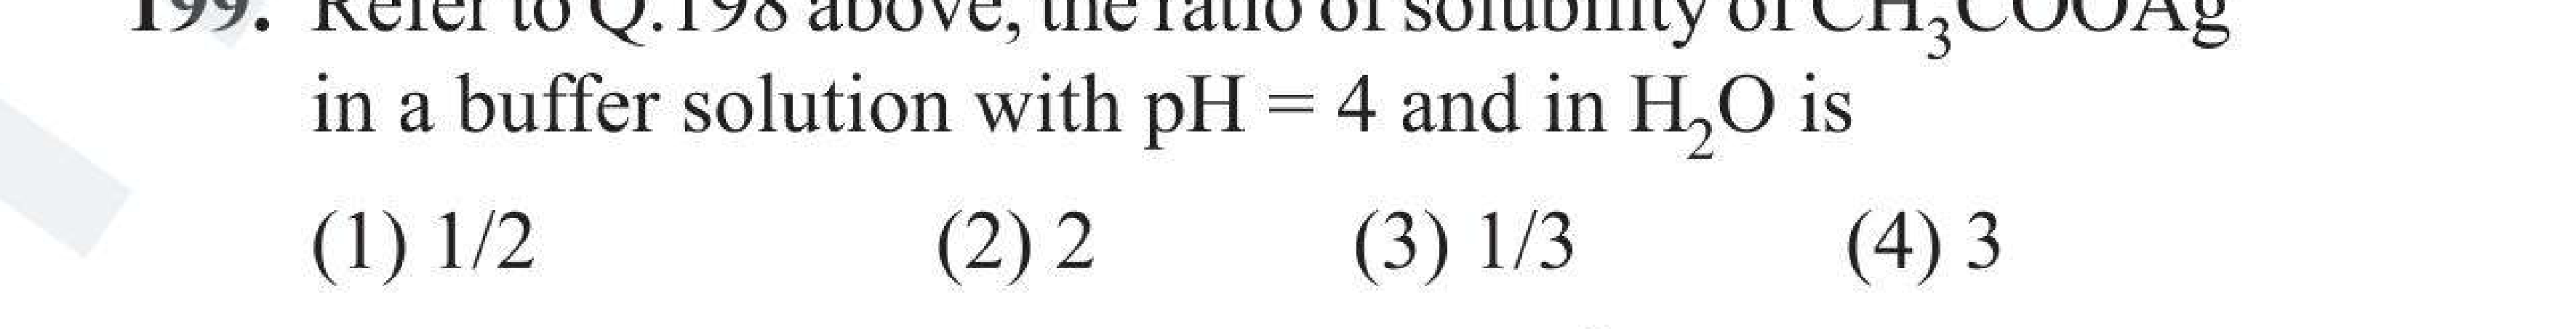 199. Refer to Q.198 above, the ratio of solubility of CH₃COOAg
in a buffer solution with pH = 4 and in H₂O is
(1) 1/2 (2) 2 (3) 1/3 (4) 3